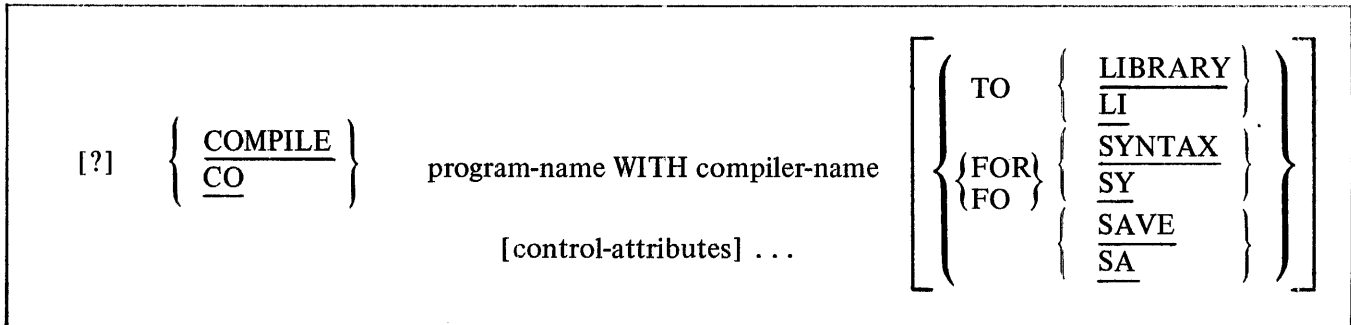 TO LIBRARY
LI
[?] COMPILE program-name WITH compiler-name FOR SYNTAX
CO FO SY
SAVE
[control-attributes] . . . SA